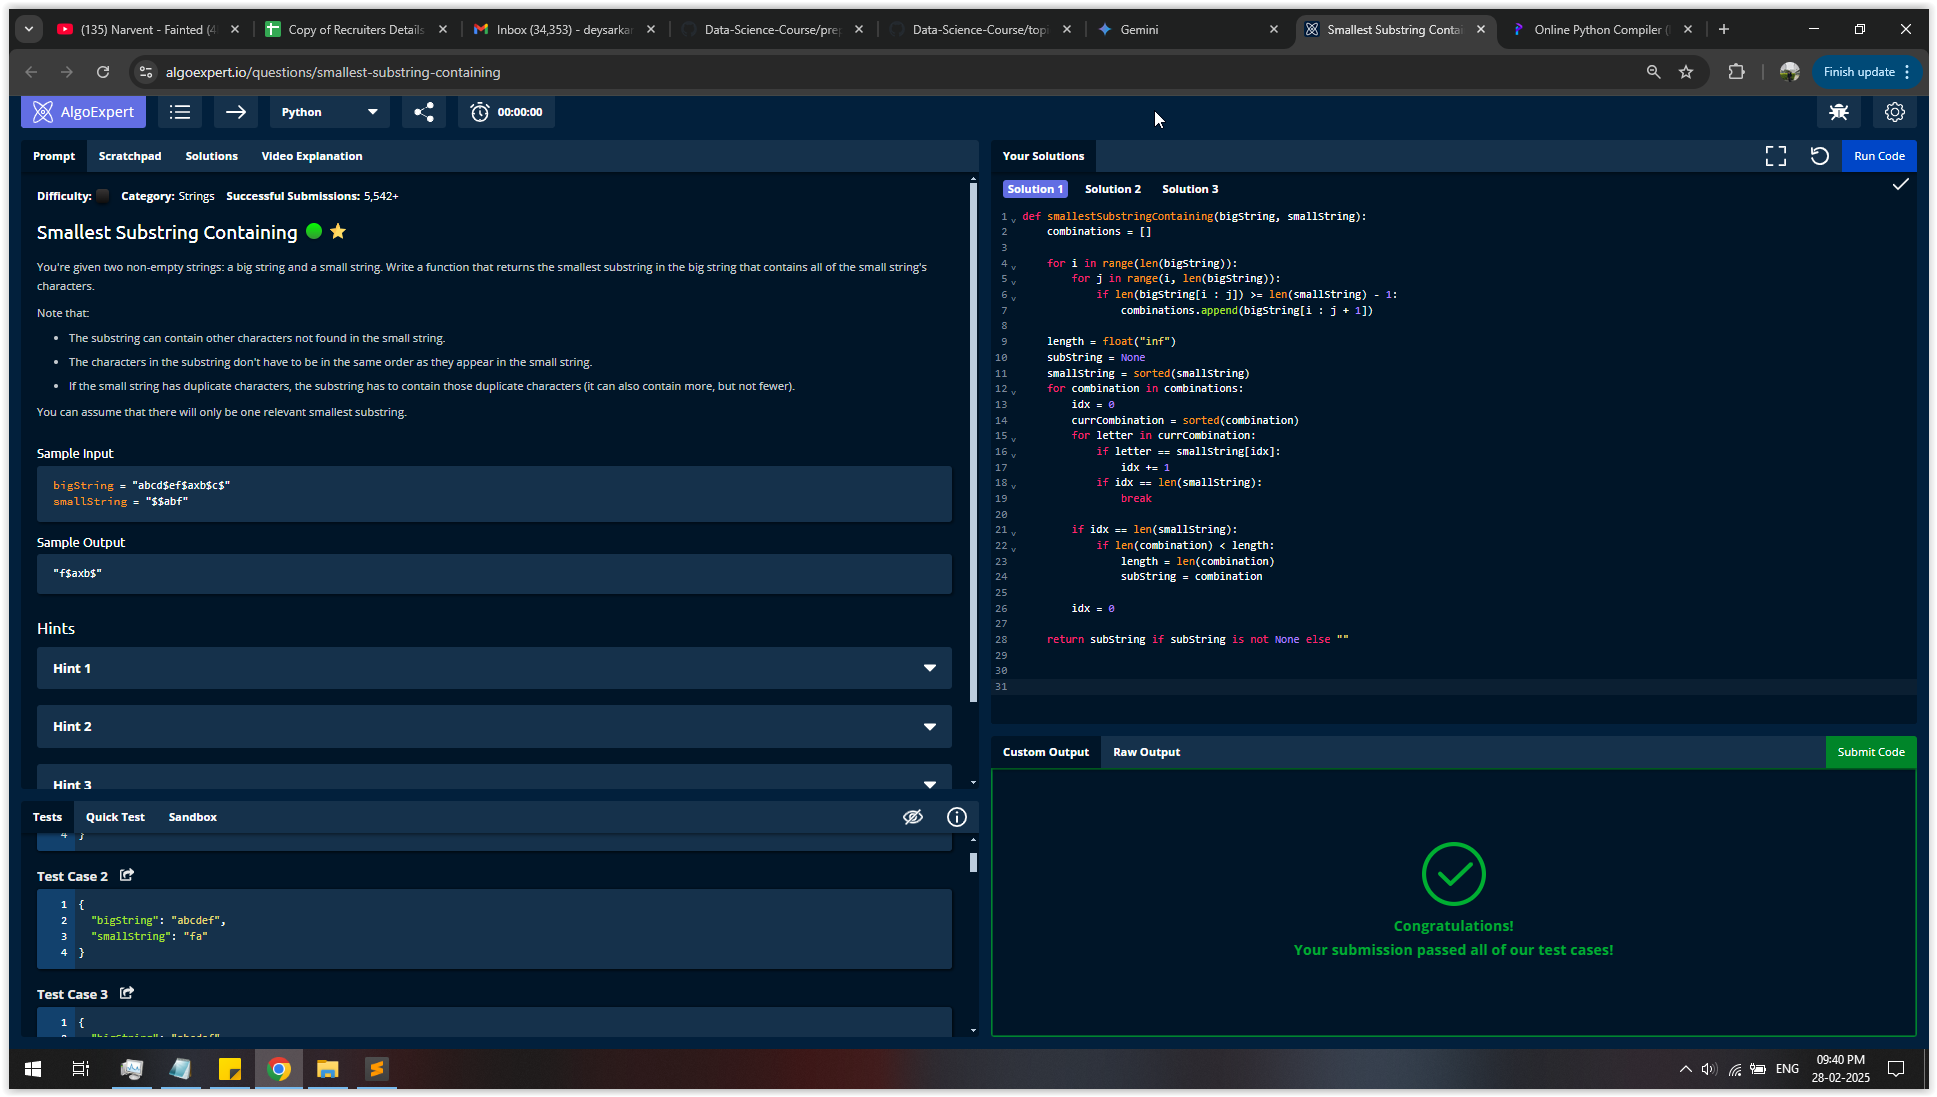 (135) Narvent - Fainted (4
Copy of Recruiters Details
Inbox (34,353) - deysarkar
Data-Science-Course/prep
Data-Science-Course/topi
Gemini
Smallest Substring Contai
Online Python Compiler (
algoexpert.io/questions/smallest-substring-containing
Finish update
AlgoExpert
Python
00:00:00
Prompt
Scratchpad
Solutions
Video Explanation
Difficulty:
Category: Strings
Successful Submissions: 5,542+
Smallest Substring Containing
You're given two non-empty strings: a big string and a small string. Write a function that returns the smallest substring in the big string that contains all of the small string's
characters.
Note that:
• The substring can contain other characters not found in the small string.
• The characters in the substring don't have to be in the same order as they appear in the small string.
• If the small string has duplicate characters, the substring has to contain those duplicate characters (it can also contain more, but not fewer).
You can assume that there will only be one relevant smallest substring.
Sample Input
bigString = "abcd$ef$axb$c$"
smallString = "$$abf"
Sample Output
"f$axb$"
Hints
Hint 1
Hint 2
Hint 3
Tests
Quick Test
Sandbox
4 }
Test Case 2
1 {
2 "bigString": "abcdef",
3 "smallString": "fa"
4 }
Test Case 3
1 {
2 "bigString": "abcdef",
Your Solutions
Run Code
Solution 1
Solution 2
Solution 3
1 def smallestSubstringContaining(bigString, smallString):
2 combinations = []
3
4 for i in range(len(bigString)):
5 for j in range(i, len(bigString)):
6 if len(bigString[i : j]) >= len(smallString) - 1:
7 combinations.append(bigString[i : j + 1])
8
9 length = float("inf")
10 subString = None
11 smallString = sorted(smallString)
12 for combination in combinations:
13 idx = 0
14 currCombination = sorted(combination)
15 for letter in currCombination:
16 if letter == smallString[idx]:
17 idx += 1
18 if idx == len(smallString):
19 break
20
21 if idx == len(smallString):
22 if len(combination) < length:
23 length = len(combination)
24 subString = combination
25
26 idx = 0
27
28 return subString if subString is not None else ""
29
30
31
Custom Output
Raw Output
Submit Code
Congratulations!
Your submission passed all of our test cases!
ENG
09:40 PM
28-02-2025